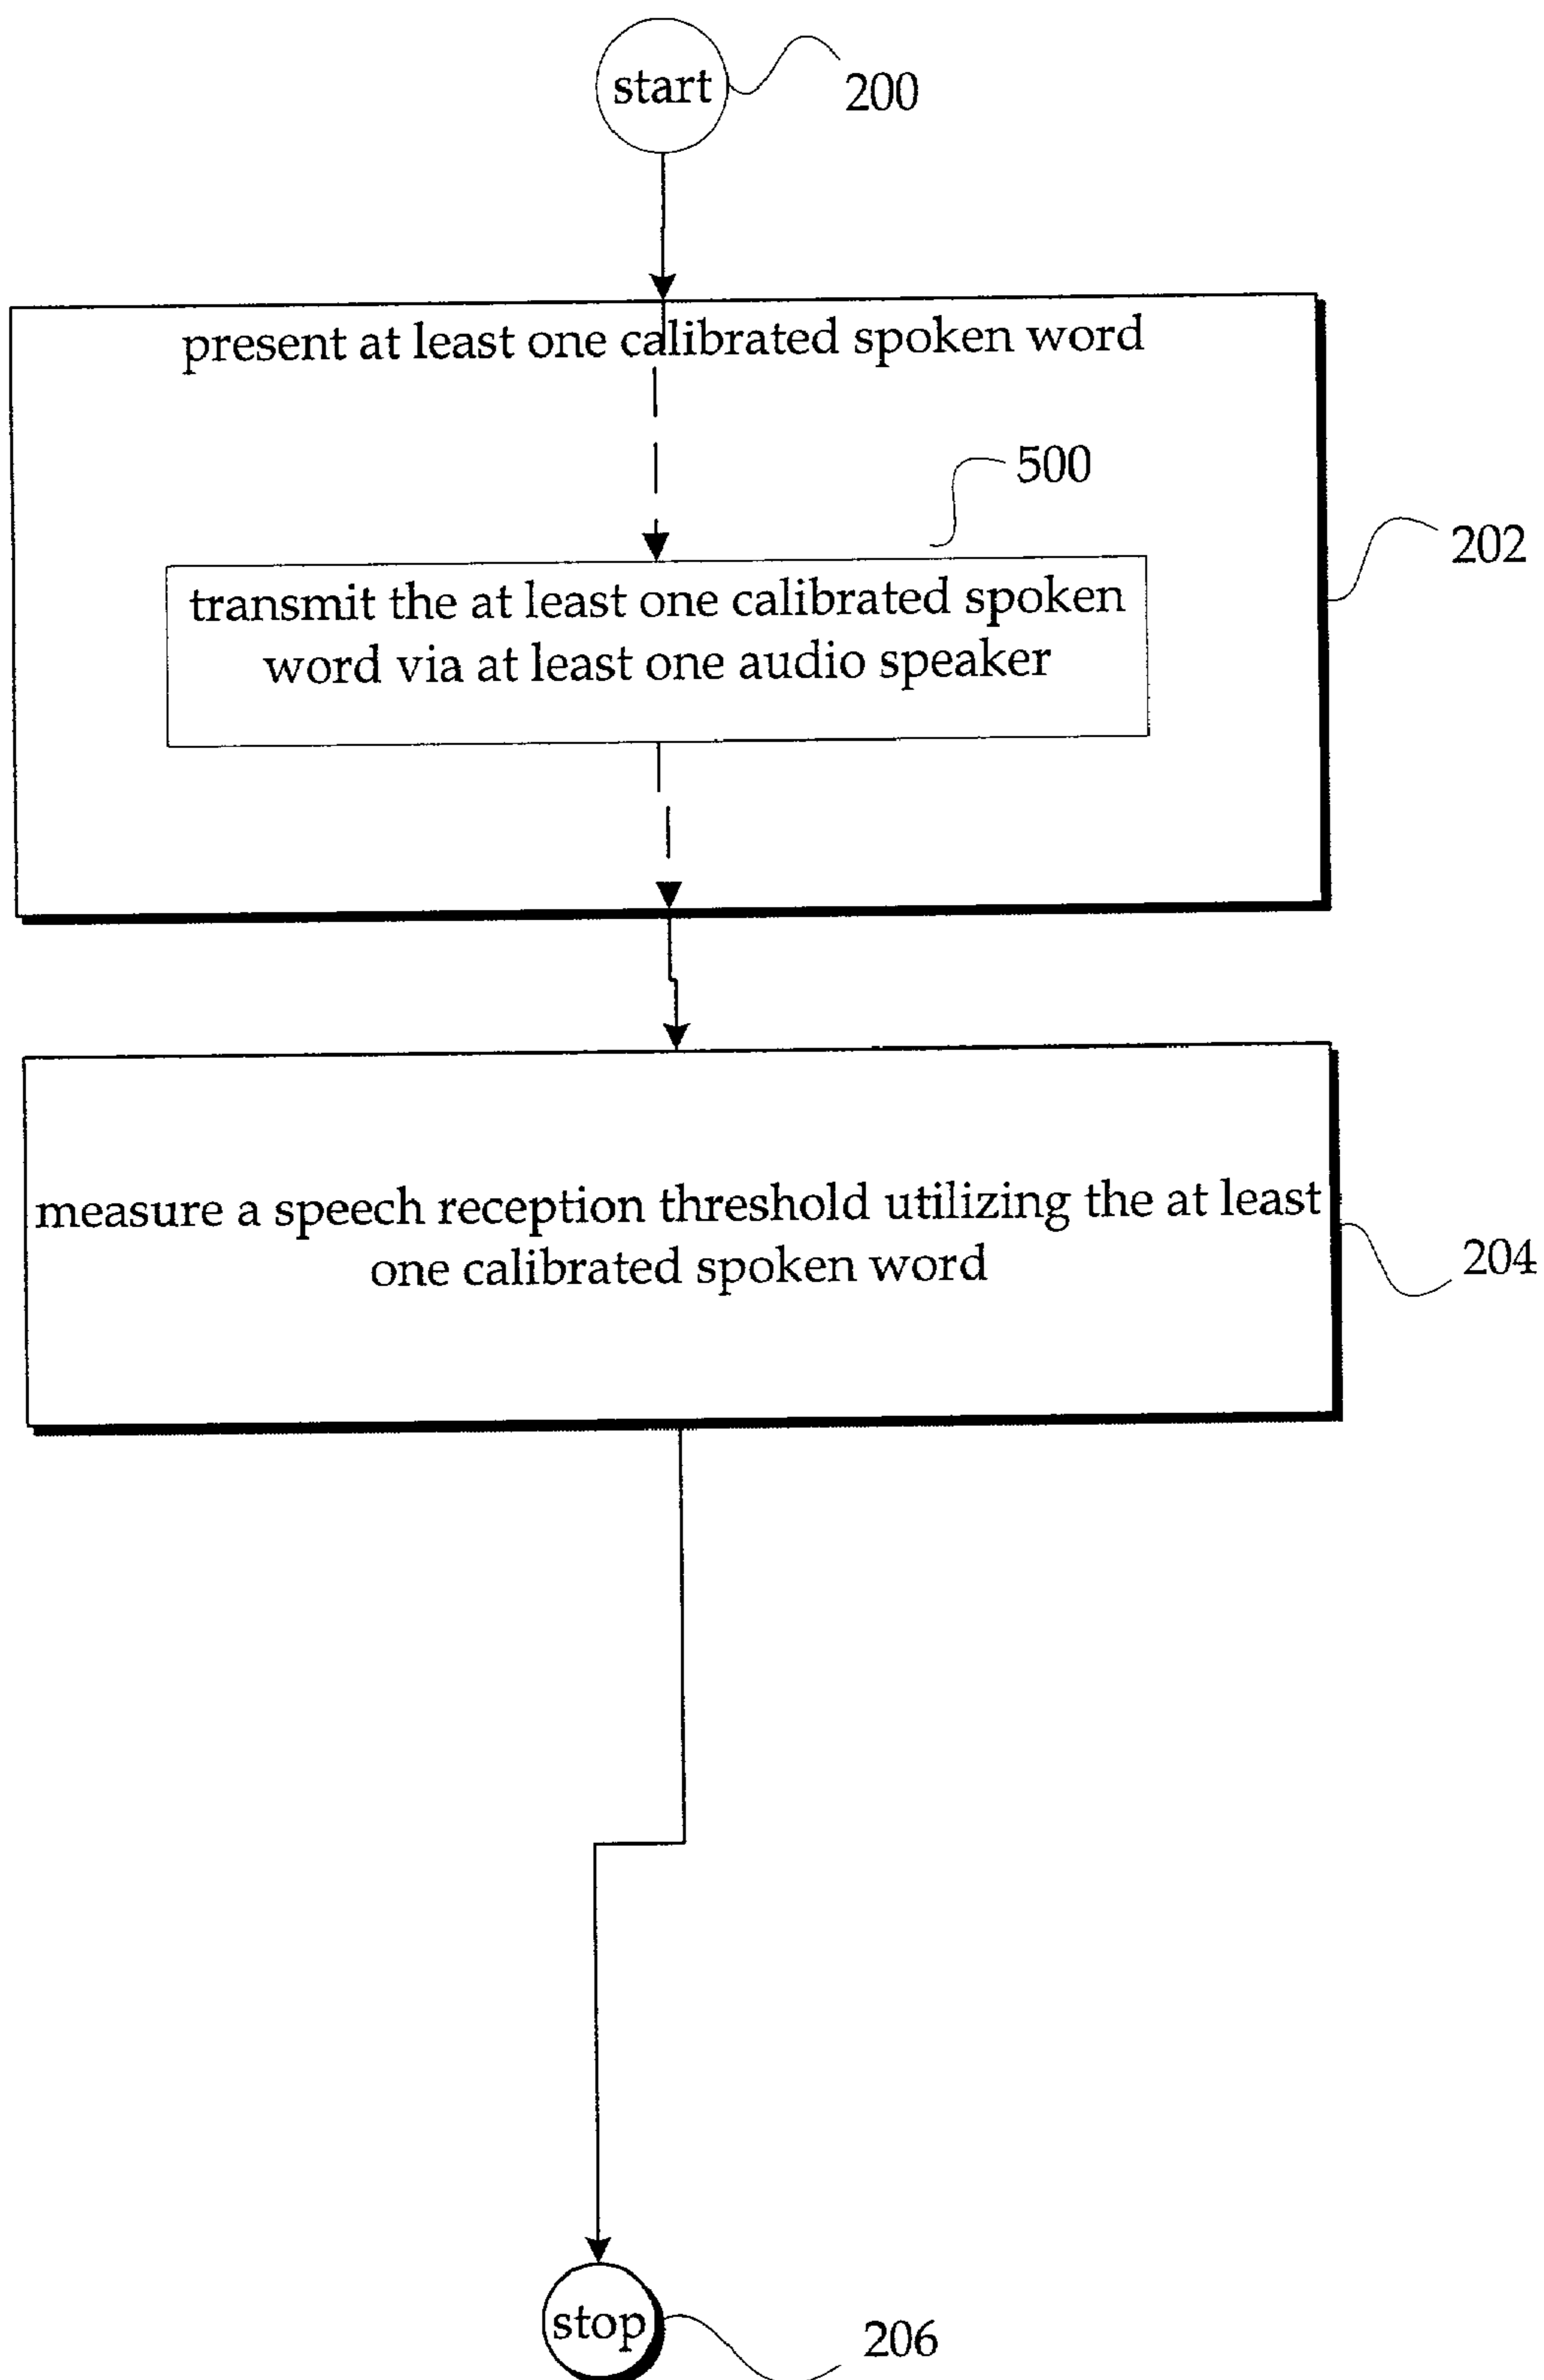 start
200
present at least one calibrated spoken word
500
202
transmit the at least one calibrated spoken
word via at least one audio speaker
measure a speech reception threshold utilizing the at least
one calibrated spoken word
204
stop
206